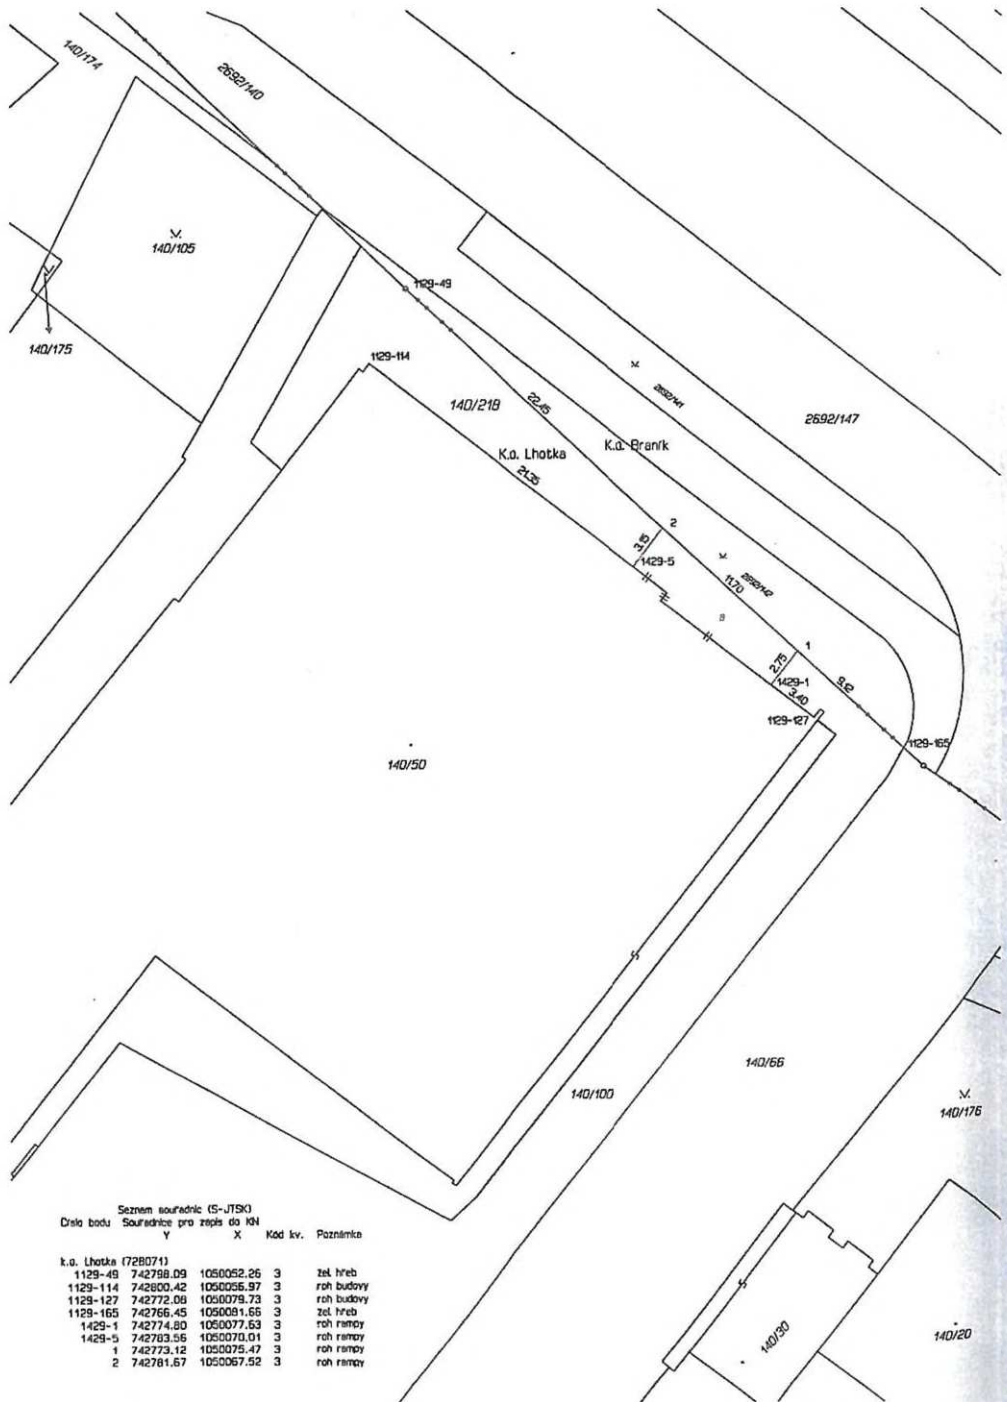 140/174
2692/140
140/105
140/175
1129-49
1129-114
140/218
22.45
2692/141
2692/147
K.ú. Braník
K.ú. Lhotka
21.35
2
3.15
1429-5
11.70
2692/142
1
2.75
1429-1
3.40
9.12
1129-127
1129-165
140/50
140/66
140/100
140/176
140/30
140/20
Seznam souřadnic (S-JTSK)
Číslo bodu Souřadnice pro zápis do KN
Y X Kód kv. Poznámka
k.ú. Lhotka (728071)
1129-49 742798.09 1050052.26 3 žel. hřeb
1129-114 742800.42 1050056.97 3 roh budovy
1129-127 742772.08 1050079.73 3 roh budovy
1129-165 742766.45 1050081.66 3 žel. hřeb
1429-1 742774.80 1050077.63 3 roh rampy
1429-5 742783.56 1050070.01 3 roh rampy
1 742773.12 1050075.47 3 roh rampy
2 742781.67 1050067.52 3 roh rampy